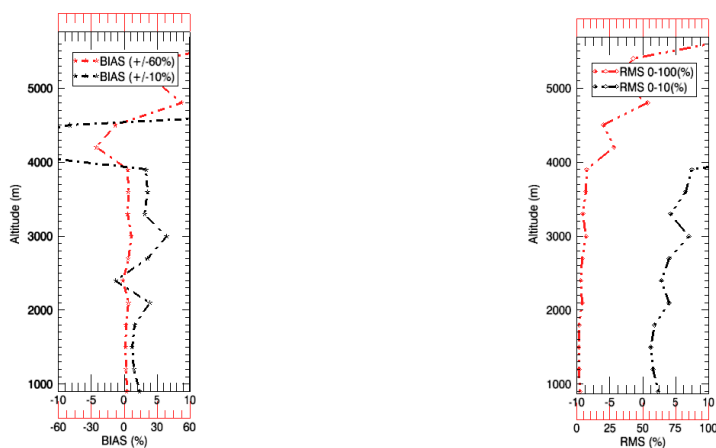 BIAS (+/-60%)
BIAS (+/-10%)
5000
4000
3000
2000
1000
Altitude (m)
-10 -5 0 5 10
-60 -30 0 30 60
BIAS (%)
RMS 0-100(%)
RMS 0-10(%)
5000
4000
3000
2000
1000
Altitude (m)
-10 -5 0 5 10
0 25 50 75 100
RMS (%)